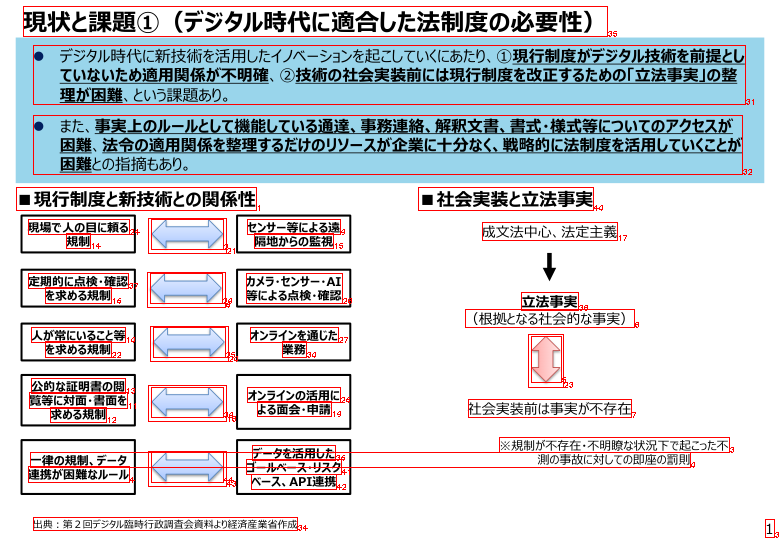 現状と課題①（デジタル時代に適合した法制度の必要性）
● デジタル時代に新技術を活用したイノベーションを起こしていくにあたり、①現行制度がデジタル技術を前提とし
ていないため適用関係が不明確、②技術の社会実装前には現行制度を改正するための「立法事実」の整
理が困難、という課題あり。
● また、事実上のルールとして機能している通達、事務連絡、解釈文書、書式・様式等についてのアクセスが
困難、法令の適用関係を整理するだけのリソースが企業に十分なく、戦略的に法制度を活用していくことが
困難との指摘もあり。
■現行制度と新技術との関係性
現場で人の目に頼る
規制
センサー等による遠
隔地からの監視
定期的に点検・確認
を求める規制
カメラ・センサー・AI
等による点検・確認
人が常にいること等
を求める規制
オンラインを通じた
業務
公的な証明書の閲
覧等に対面・書面を
求める規制
オンラインの活用に
よる面会・申請
一律の規制、データ
連携が困難なルール
データを活用した
ゴールベース・リスク
ベース、API連携
■社会実装と立法事実
成文法中心、法定主義
立法事実
（根拠となる社会的な事実）
社会実装前は事実が不存在
※規制が不存在・不明瞭な状況下で起こった不
測の事故に対しての即座の罰則
出典：第２回デジタル臨時行政調査会資料より経済産業省作成
1